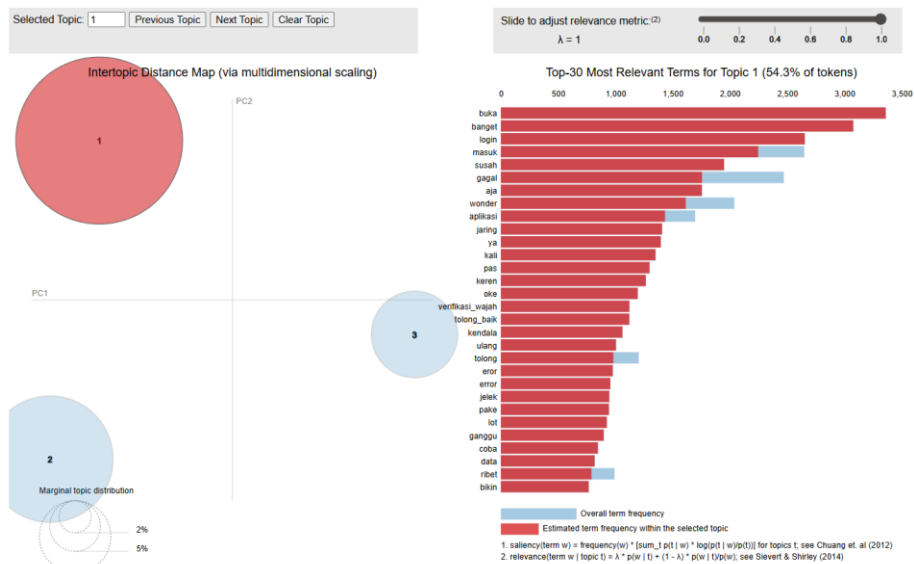 Selected Topic: 1 Previous Topic Next Topic Clear Topic
Slide to adjust relevance metric:(2)
λ = 1
0.0 0.2 0.4 0.6 0.8 1.0
Intertopic Distance Map (via multidimensional scaling)
PC2
PC1
1
3
2
Marginal topic distribution
2%
5%
Top-30 Most Relevant Terms for Topic 1 (54.3% of tokens)
0 500 1,000 1,500 2,000 2,500 3,000 3,500
buka
banget
login
masuk
susah
gagal
aja
wonder
aplikasi
jaring
ya
kali
pas
keren
oke
verifikasi_wajah
tolong_baik
kendala
ulang
tolong
eror
error
jelek
pake
lot
ganggu
coba
data
ribet
bikin
Overall term frequency
Estimated term frequency within the selected topic
1. saliency(term w) = frequency(w) * [sum_t p(t | w) * log(p(t | w)/p(t))] for topics t; see Chuang et. al (2012)
2. relevance(term w | topic t) = λ * p(w | t) + (1 - λ) * p(w | t)/p(w); see Sievert & Shirley (2014)